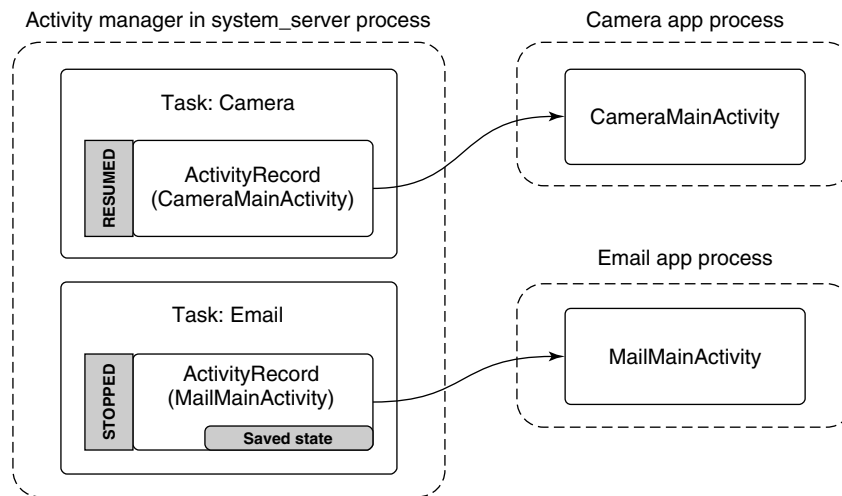 Activity manager in system_server process
Task: Camera
RESUMED
ActivityRecord
(CameraMainActivity)
Task: Email
STOPPED
ActivityRecord
(MailMainActivity)
Saved state
Camera app process
CameraMainActivity
Email app process
MailMainActivity